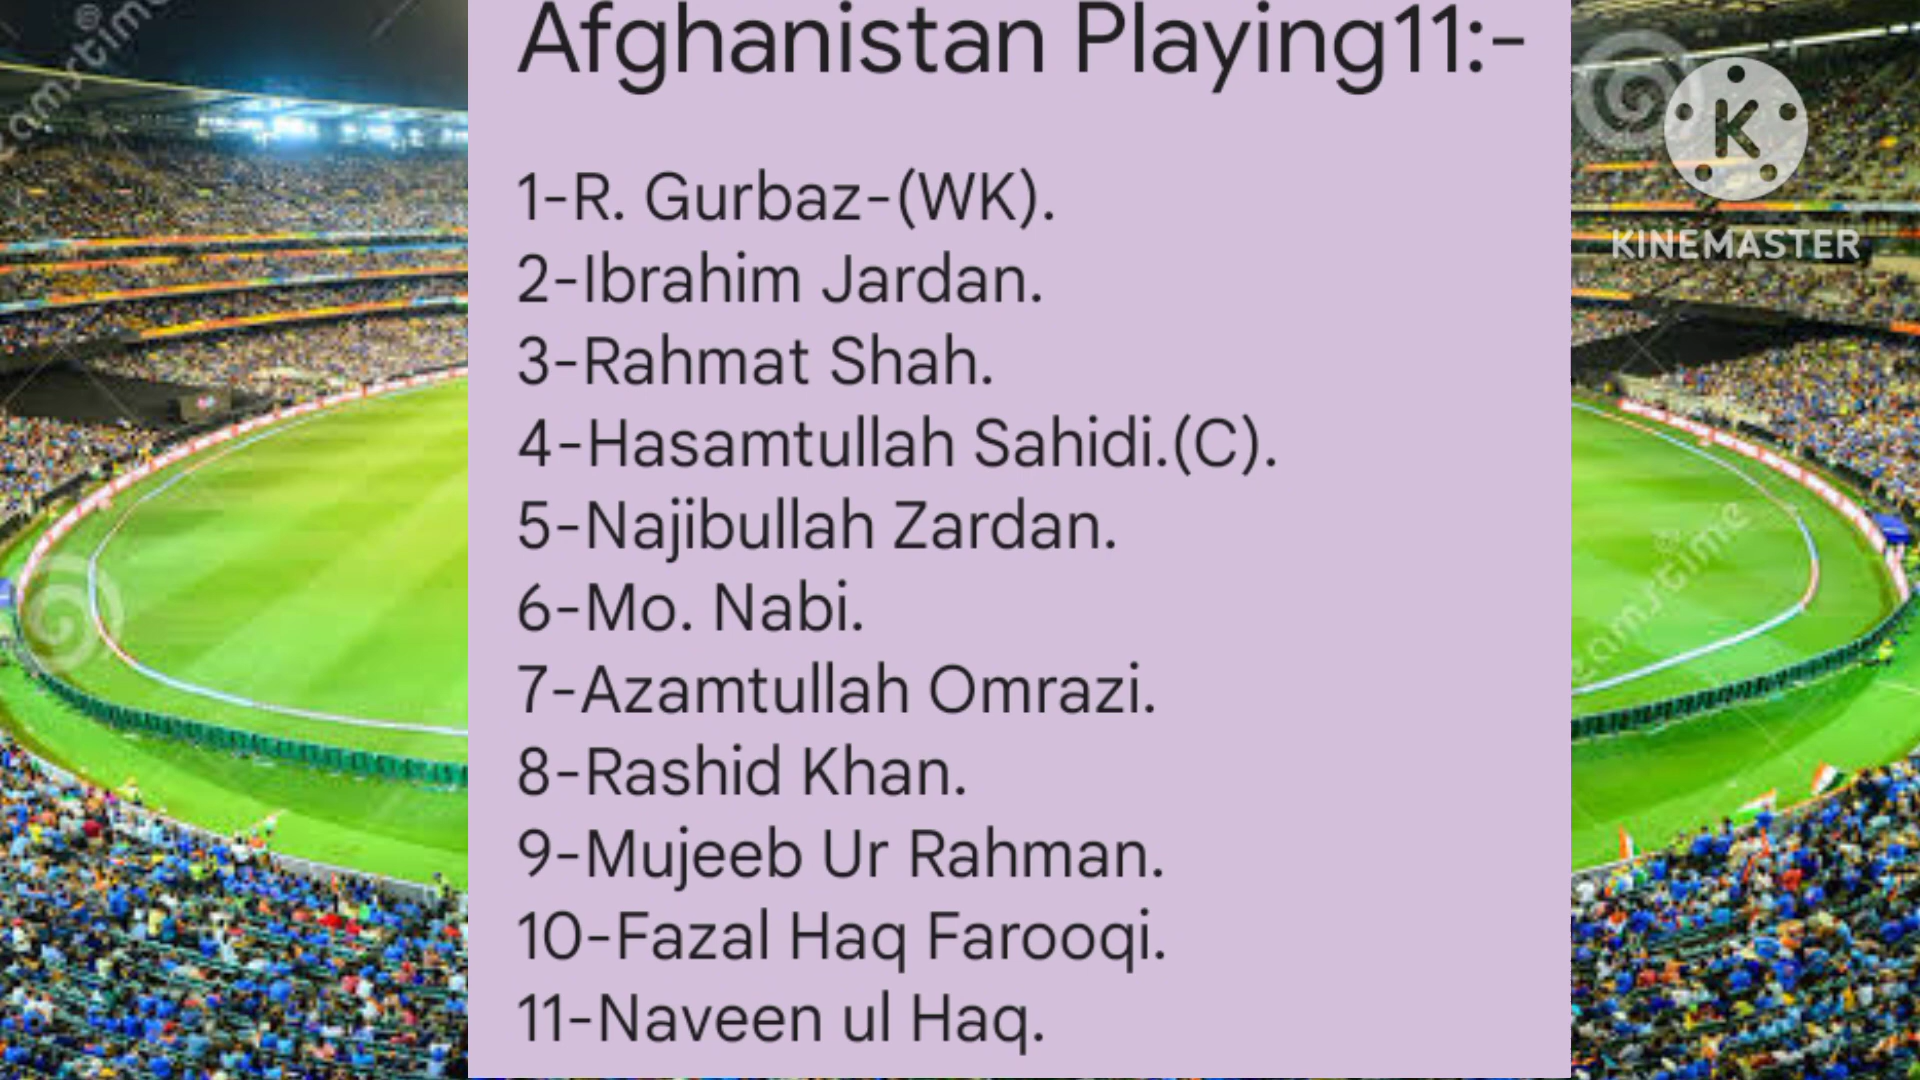 Afghanistan Playing11:-
1-R. Gurbaz-(WK).
2-Ibrahim Jardan.
3-Rahmat Shah.
4-Hasamtullah Sahidi.(C).
5-Najibullah Zardan.
6-Mo. Nabi.
7-Azamtullah Omrazi.
8-Rashid Khan.
9-Mujeeb Ur Rahman.
10-Fazal Haq Farooqi.
11-Naveen ul Haq.
K
KINEMASTER